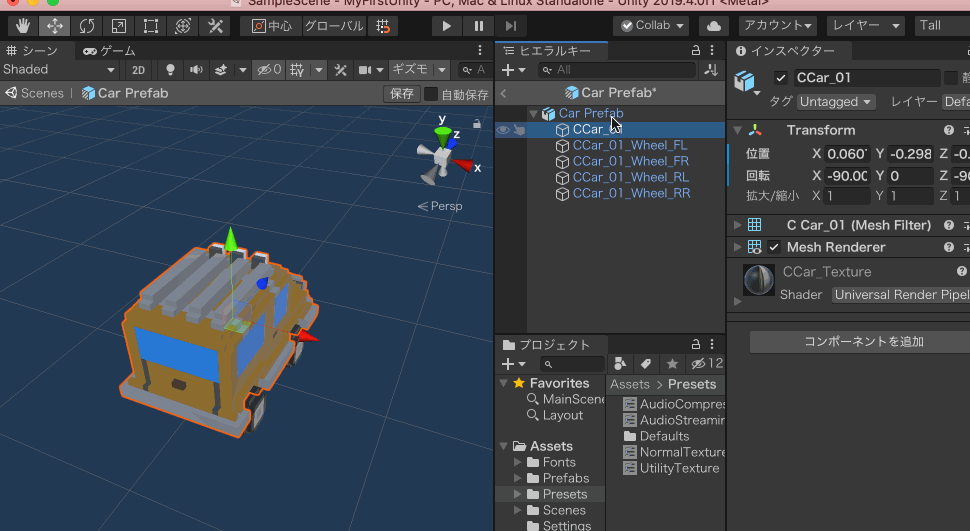 SampleScene - MyFirstUnity - PC, Mac & Linux Standalone - Unity 2019.4.0f1 <Metal>
中心 グローバル Collab アカウント レイヤー Tall
シーン ゲーム
Shaded 2D 0 ギズモ A
Scenes Car Prefab 保存 自動保存
y
z
x
Persp
ヒエラルキー
All
Car Prefab*
Car Prefab
CCar_01
CCar_01_Wheel_FL
CCar_01_Wheel_FR
CCar_01_Wheel_RL
CCar_01_Wheel_RR
プロジェクト
12
Favorites
MainScene
Layout
Assets
Fonts
Prefabs
Presets
Scenes
Settings
Assets > Presets
AudioCompres
AudioStreamin
Defaults
NormalTexture
UtilityTexture
インスペクター
CCar_01 静
タグ Untagged レイヤー Defa
Transform
位置 X 0.060 Y -0.298 Z -0.
回転 X -90.00 Y 0 Z -90
拡大/縮小 X 1 Y 1 Z 1
C Car_01 (Mesh Filter)
Mesh Renderer
CCar_Texture
Shader Universal Render Pipel
コンポーネントを追加